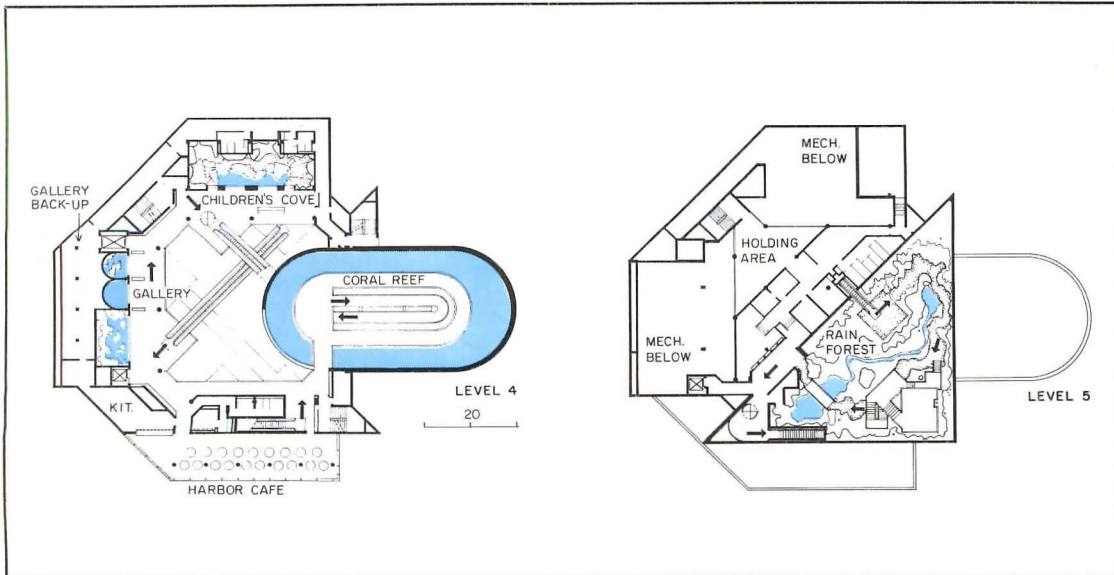 GALLERY
BACK-UP
CHILDREN'S COVE
GALLERY
CORAL REEF
KIT.
LEVEL 4
20
HARBOR CAFE
MECH.
BELOW
HOLDING
AREA
MECH.
BELOW
RAIN
FOREST
LEVEL 5